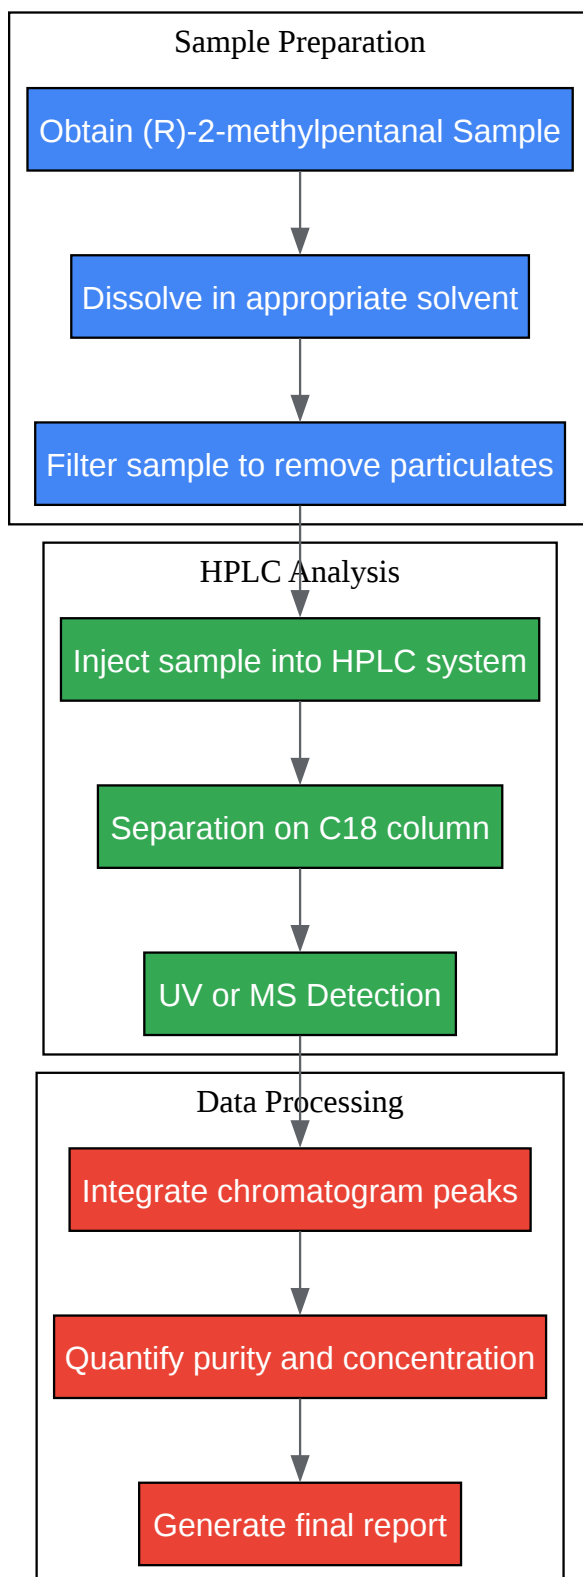 Sample Preparation
Obtain (R)-2-methylpentanal Sample
Dissolve in appropriate solvent
Filter sample to remove particulates
HPLC Analysis
Inject sample into HPLC system
Separation on C18 column
UV or MS Detection
Data Processing
Integrate chromatogram peaks
Quantify purity and concentration
Generate final report